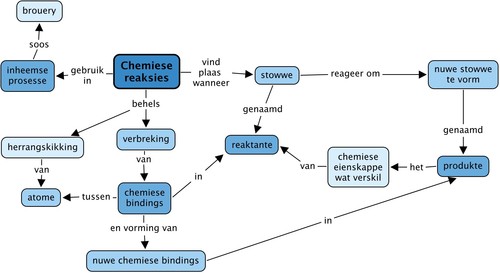 brouery
soos
inheemse
prosesse
gebruik
in
Chemiese
reaksies
vind
plaas
wanneer
stowwe
reageer om
nuwe stowwe
te vorm
genaamd
genaamd
behels
herrangskikking
verbreking
reaktante
van
chemiese
eienskappe
wat verskil
het
produkte
van
van
atome
tussen
chemiese
bindings
in
en vorming van
in
nuwe chemiese bindings